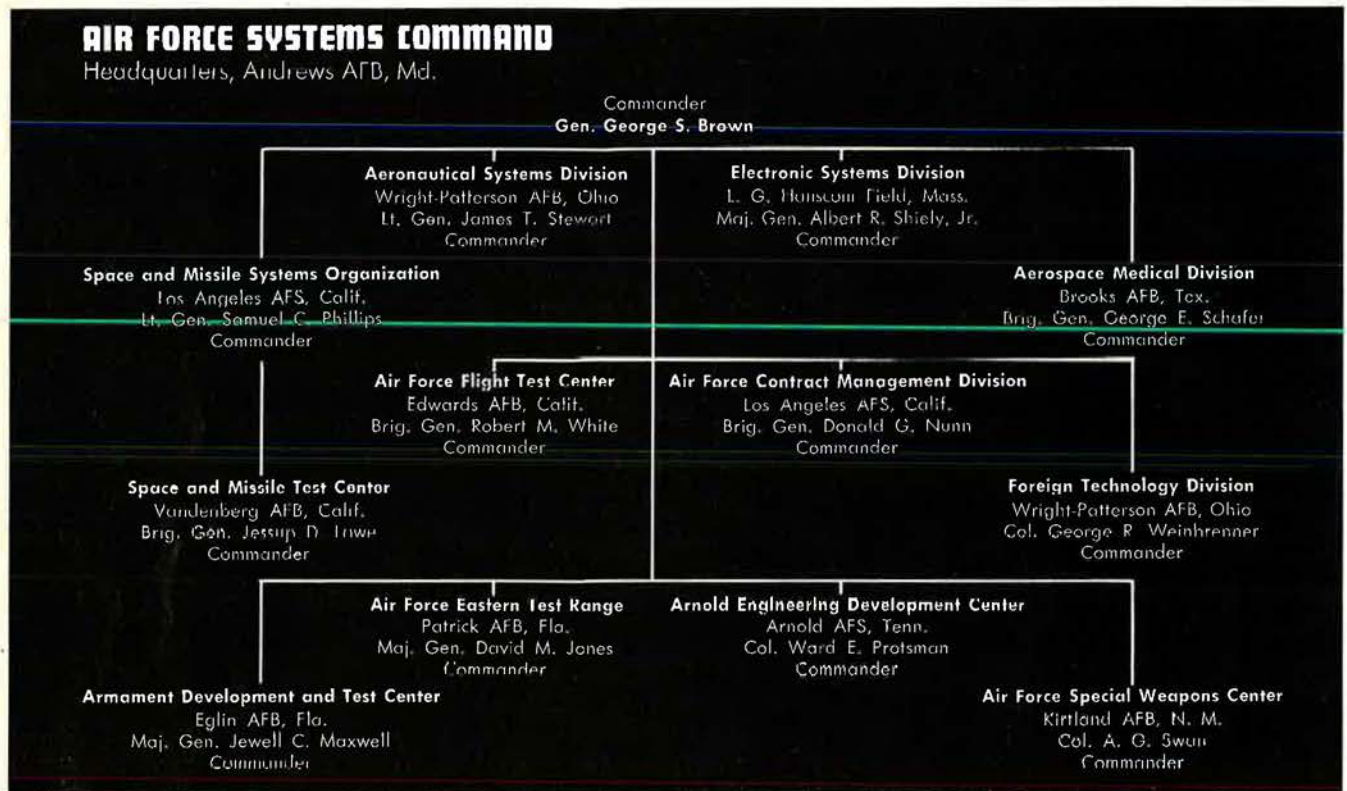 AIR FORCE SYSTEMS COMMAND
Headquarters, Andrews AFB, Md.
Commander
Gen. George S. Brown
Aeronautical Systems Division
Wright-Patterson AFB, Ohio
Lt. Gen. James T. Stewart
Commander
Electronic Systems Division
L. G. Hanscom Field, Mass.
Maj. Gen. Albert R. Shiely, Jr.
Commander
Space and Missile Systems Organization
Los Angeles AFS, Calif.
Lt. Gen. Samuel C. Phillips
Commander
Aerospace Medical Division
Brooks AFB, Tex.
Brig. Gen. George E. Schafer
Commander
Air Force Flight Test Center
Edwards AFB, Calif.
Brig. Gen. Robert M. White
Commander
Air Force Contract Management Division
Los Angeles AFS, Calif.
Brig. Gen. Donald G. Nunn
Commander
Space and Missile Test Center
Vandenberg AFB, Calif.
Brig. Gen. Jessup D. Lowe
Commander
Foreign Technology Division
Wright-Patterson AFB, Ohio
Col. George R. Weinbrenner
Commander
Air Force Eastern Test Range
Patrick AFB, Fla.
Maj. Gen. David M. Jones
Commander
Arnold Engineering Development Center
Arnold AFS, Tenn.
Col. Ward E. Protsman
Commander
Armament Development and Test Center
Eglin AFB, Fla.
Maj. Gen. Jewell C. Maxwell
Commander
Air Force Special Weapons Center
Kirtland AFB, N. M.
Col. A. G. Swan
Commander